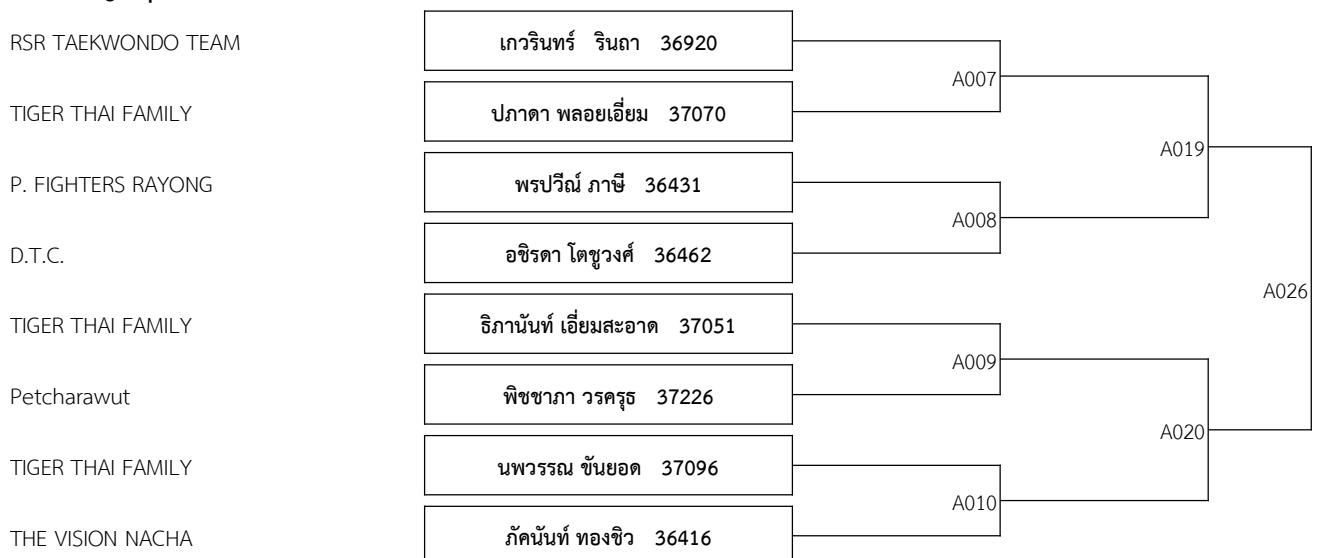 RSR TAEKWONDO TEAM เกวรินทร์ รินถา 36920
A007
TIGER THAI FAMILY ปภาดา พลอยเอี่ยม 37070
A019
P. FIGHTERS RAYONG พรปวีณ์ ภาษี 36431
A008
D.T.C. อชิรดา โตชูวงศ์ 36462
A026
TIGER THAI FAMILY ธิภานันท์ เอี่ยมสะอาด 37051
A009
Petcharawut พิชชาภา วรครุธ 37226
A020
TIGER THAI FAMILY นพวรรณ ขันยอด 37096
A010
THE VISION NACHA ภัคนันท์ ทองชิว 36416